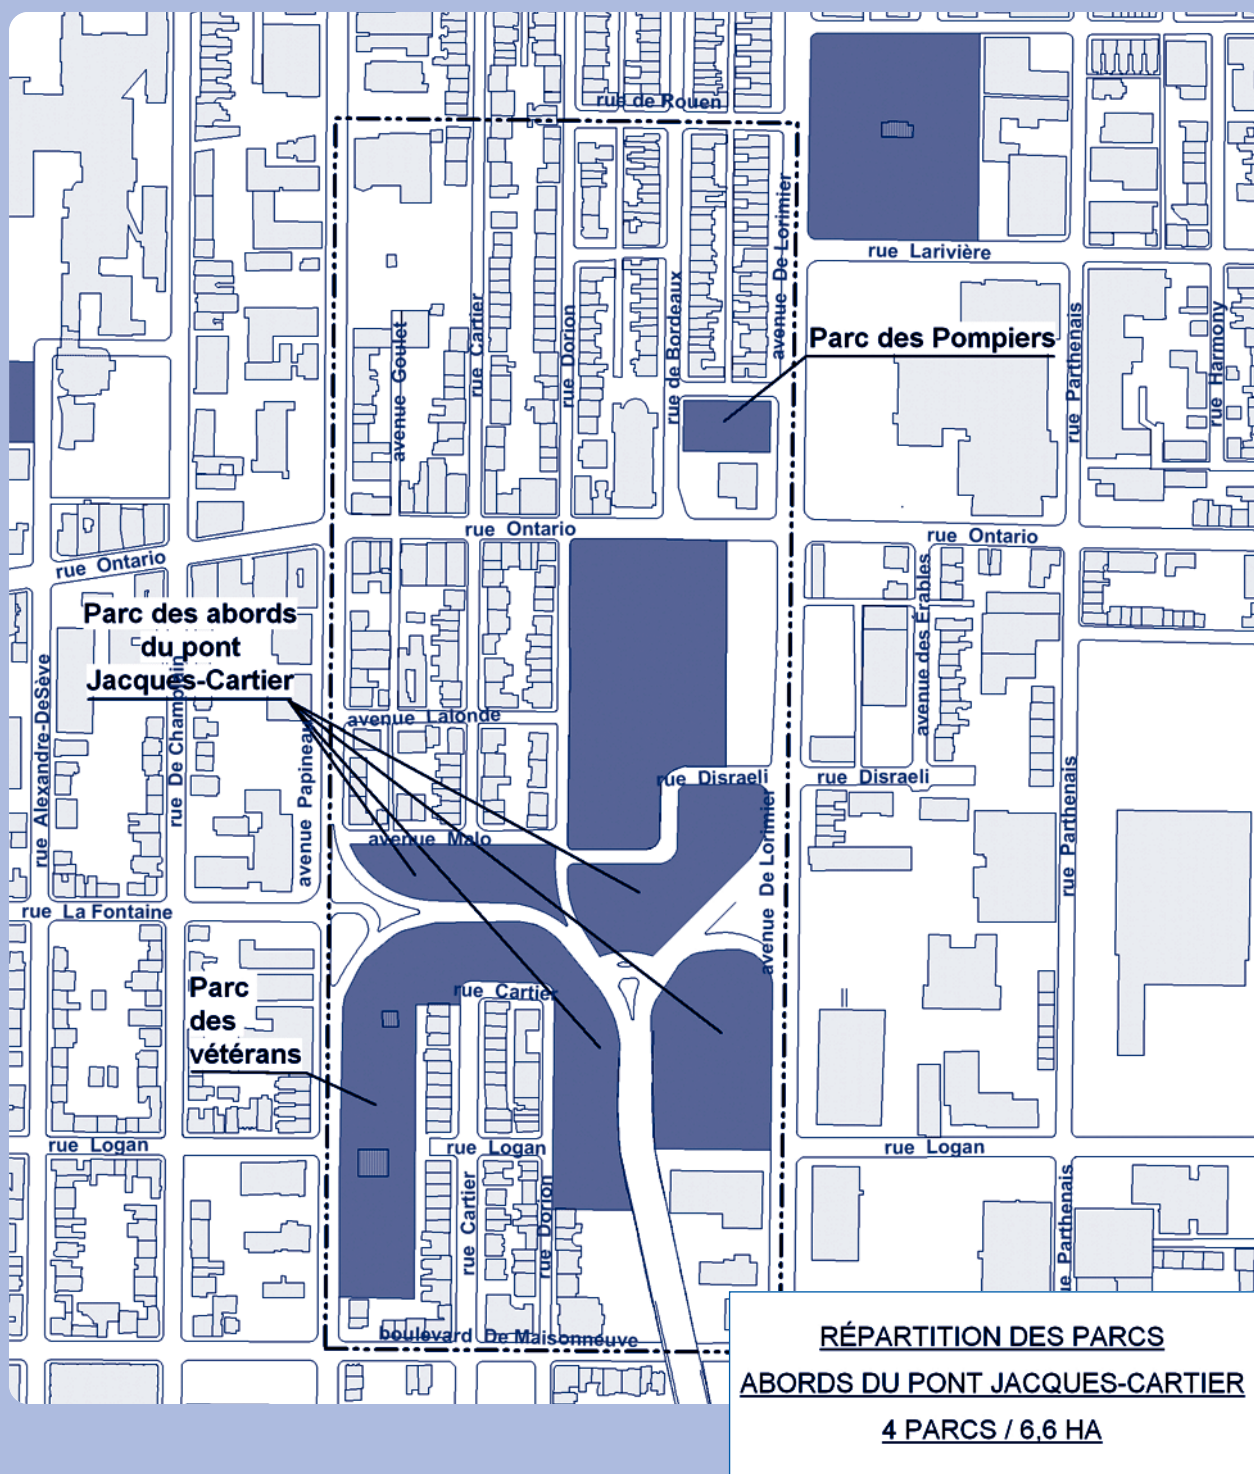 rue de Rouen
avenue De Lorimier
rue Larivière
Parc des Pompiers
avenue Goulet
rue Cartier
rue Dorion
rue de Bordeaux
rue Parthenais
rue Harmony
rue Ontario
rue Ontario
rue Ontario
Parc des abords
du pont
Jacques-Cartier
rue Alexandre-DeSève
rue De Champlain
avenue Papineau
avenue des Érables
avenue Lalonde
rue Disraeli
rue Disraeli
avenue Malo
avenue De Lorimier
rue Parthenais
rue La Fontaine
Parc
des
vétérans
rue Cartier
rue Logan
rue Logan
rue Logan
rue Cartier
rue Dorion
rue Parthenais
boulevard De Maisonneuve
RÉPARTITION DES PARCS
ABORDS DU PONT JACQUES-CARTIER
4 PARCS / 6,6 HA